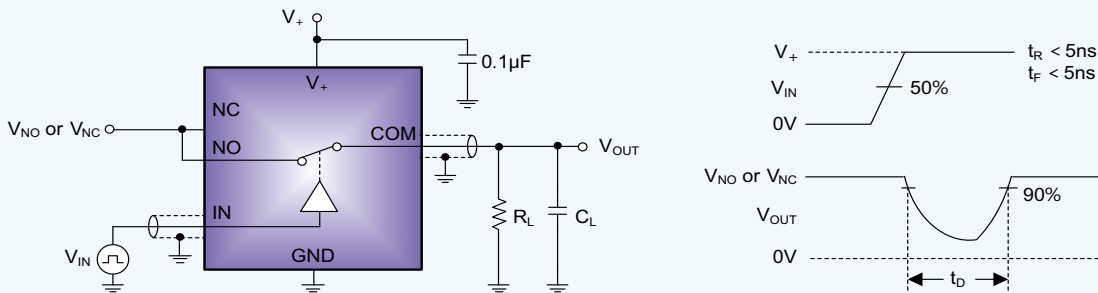 V+
0.1µF
V+
NC
VNO or VNC
NO
COM
VOUT
IN
RL
CL
VIN
GND
V+
tR < 5ns
tF < 5ns
VIN
50%
0V
VNO or VNC
90%
VOUT
0V
tD